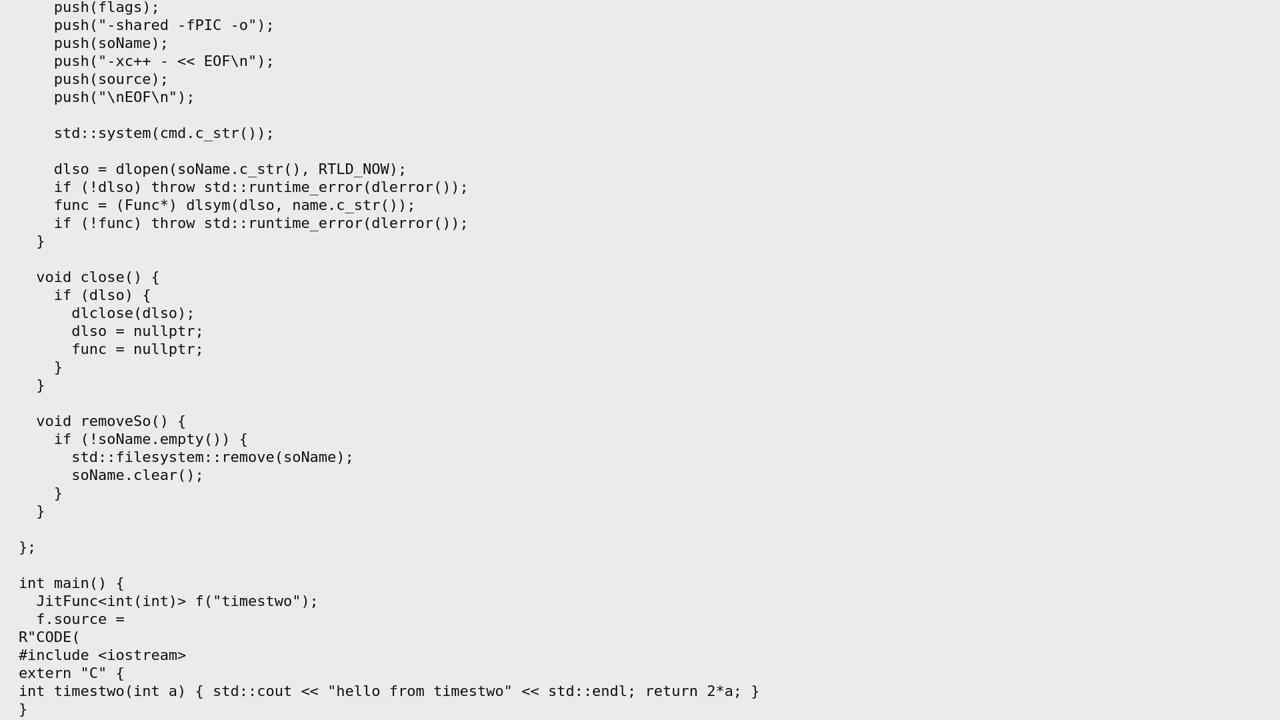 push(flags);
    push("-shared -fPIC -o");
    push(soName);
    push("-xc++ - << EOF\n");
    push(source);
    push("\nEOF\n");

    std::system(cmd.c_str());

    dlso = dlopen(soName.c_str(), RTLD_NOW);
    if (!dlso) throw std::runtime_error(dlerror());
    func = (Func*) dlsym(dlso, name.c_str());
    if (!func) throw std::runtime_error(dlerror());
  }

  void close() {
    if (dlso) {
      dlclose(dlso);
      dlso = nullptr;
      func = nullptr;
    }
  }

  void removeSo() {
    if (!soName.empty()) {
      std::filesystem::remove(soName);
      soName.clear();
    }
  }

};

int main() {
  JitFunc<int(int)> f("timestwo");
  f.source =
R"CODE(
#include <iostream>
extern "C" {
int timestwo(int a) { std::cout << "hello from timestwo" << std::endl; return 2*a; }
}